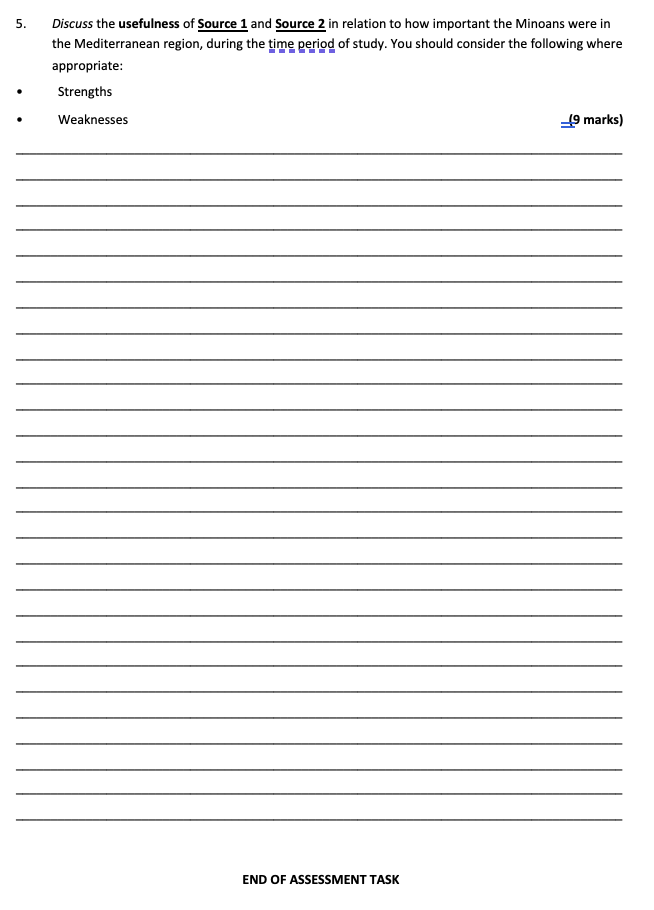 5. Discuss the usefulness of Source 1 and Source 2 in relation to how important the Minoans were in
the Mediterranean region, during the time period of study. You should consider the following where
appropriate:
• Strengths
• Weaknesses (9 marks)
END OF ASSESSMENT TASK